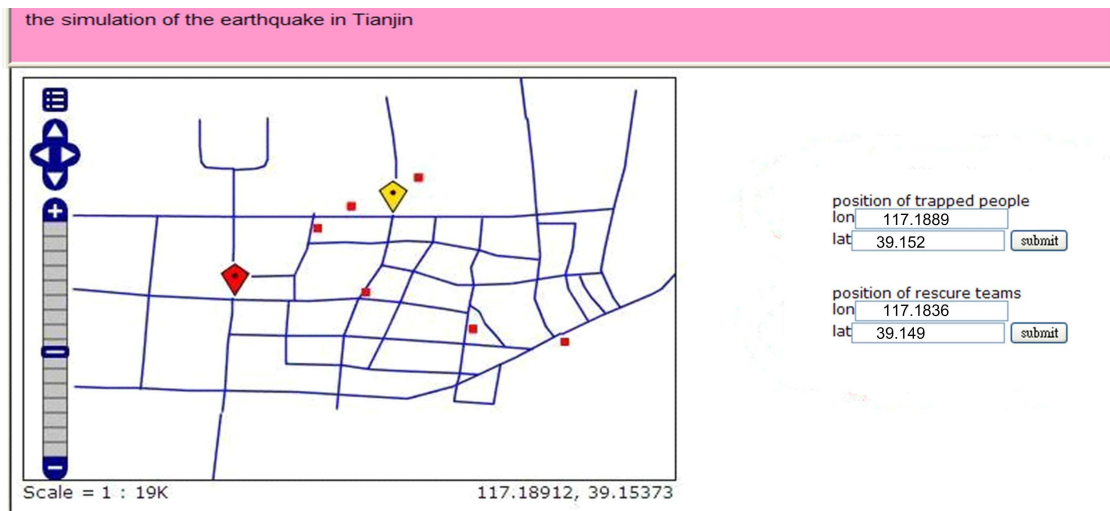 the simulation of the earthquake in Tianjin
position of trapped people
lon 117.1889
lat 39.152 submit
position of rescure teams
lon 117.1836
lat 39.149 submit
Scale = 1 : 19K 117.18912, 39.15373